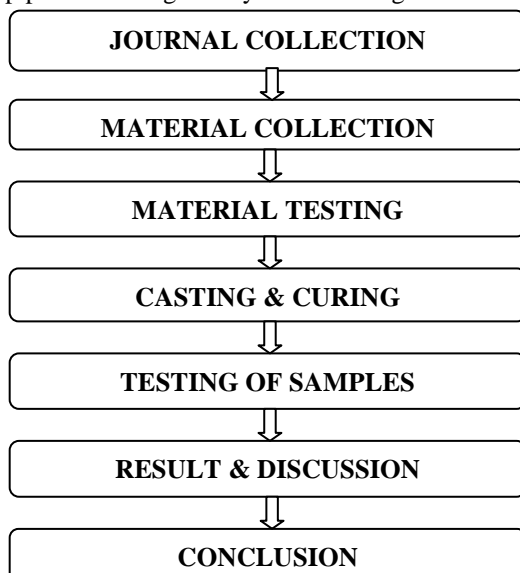 JOURNAL COLLECTION
MATERIAL COLLECTION
MATERIAL TESTING
CASTING & CURING
TESTING OF SAMPLES
RESULT & DISCUSSION
CONCLUSION